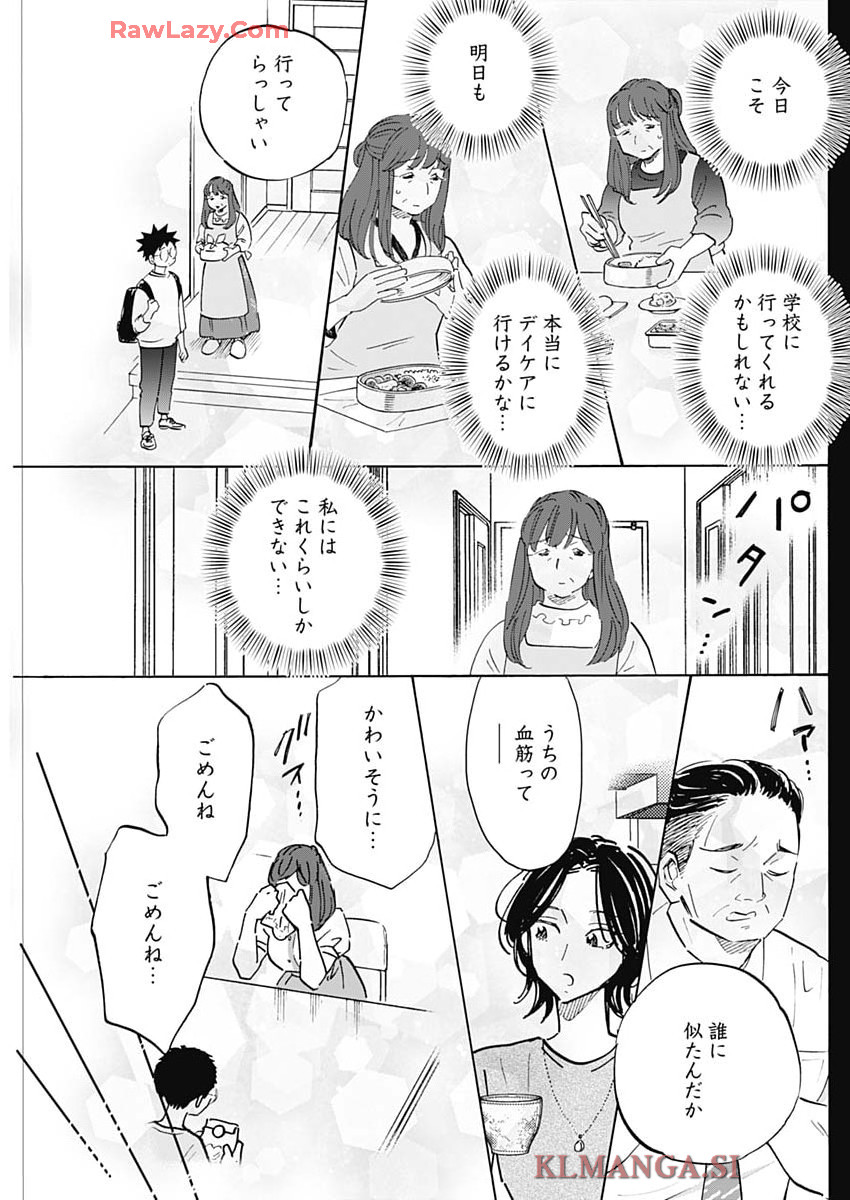 RawLazy.Com
今日
こそ
学校に
行ってくれる
かもしれない…
明日も
本当に
デイケアに
行けるかな…
行って
らっしゃい
パタン…
私には
これくらいしか
できない…
ハァ…
誰に
似たんだか
うちの
血筋って
――
かわいそうに…
グスッ…
ごめんね
ごめんね…
KLMANGA.SI